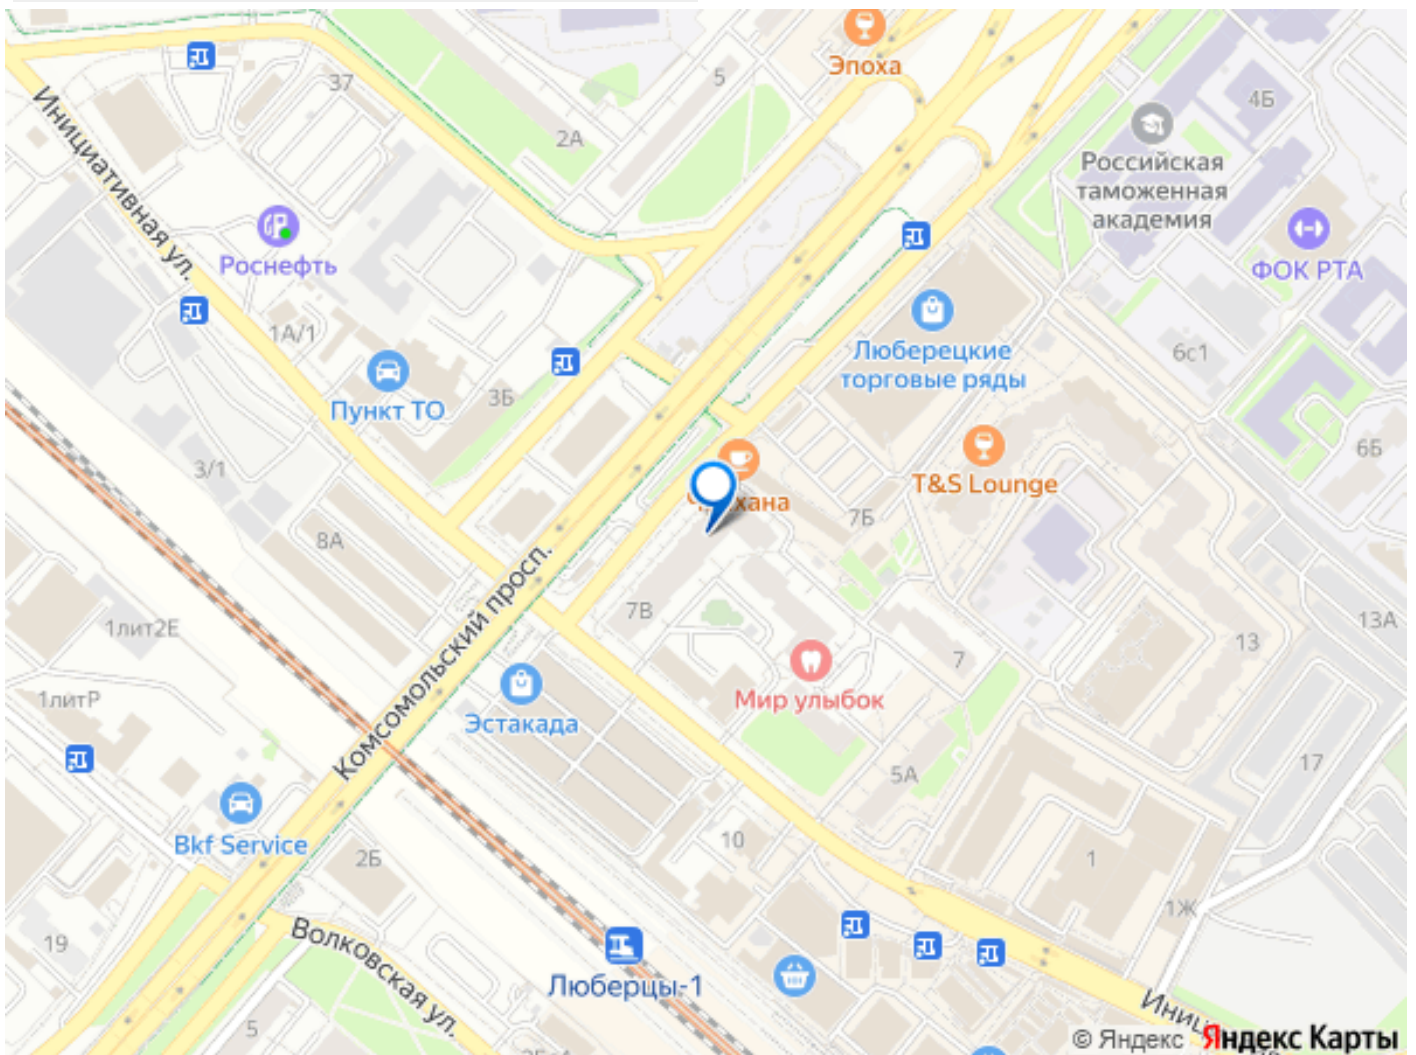 Эпоха
37
5
4Б
2А
Российская
таможенная
академия
Инициативная ул.
Роснефть
ФОК РТА
1А/1
Люберецкие
торговые ряды
6с1
Пункт ТО
3Б
6Б
3/1
T&S Lounge
хана
7Б
8А
Комсомольский просп.
7В
1лит2Е
13А
13
7
1литР
Мир улыбок
Эстакада
5А
17
Bkf Service
2Б
10
1
1Ж
19
Волковская ул.
Люберцы-1
5
© Яндекс Яндекс Карты